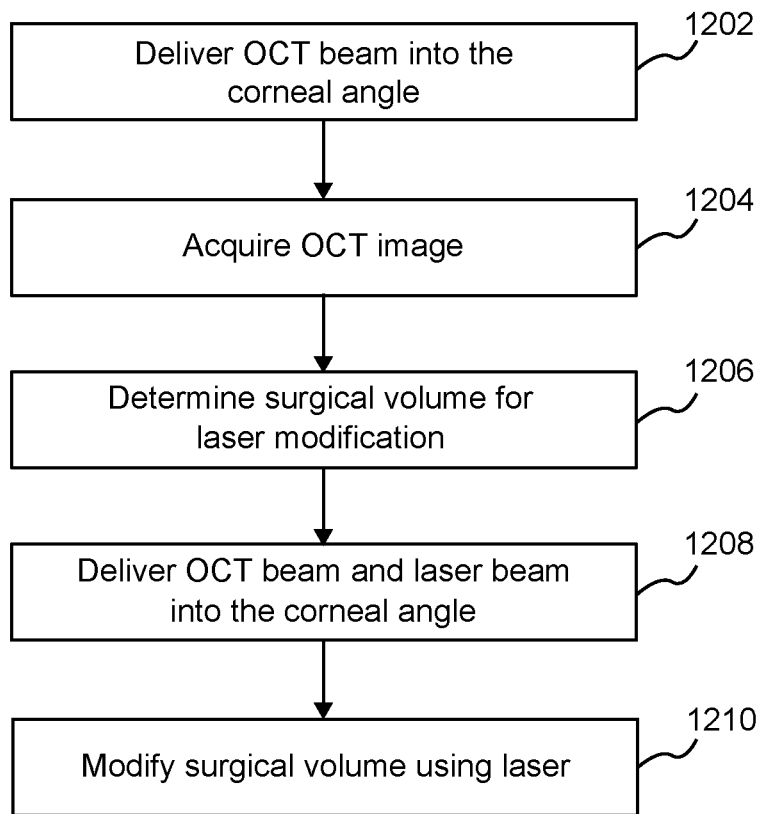 1202
Deliver OCT beam into the
corneal angle
1204
Acquire OCT image
1206
Determine surgical volume for
laser modification
1208
Deliver OCT beam and laser beam
into the corneal angle
1210
Modify surgical volume using laser